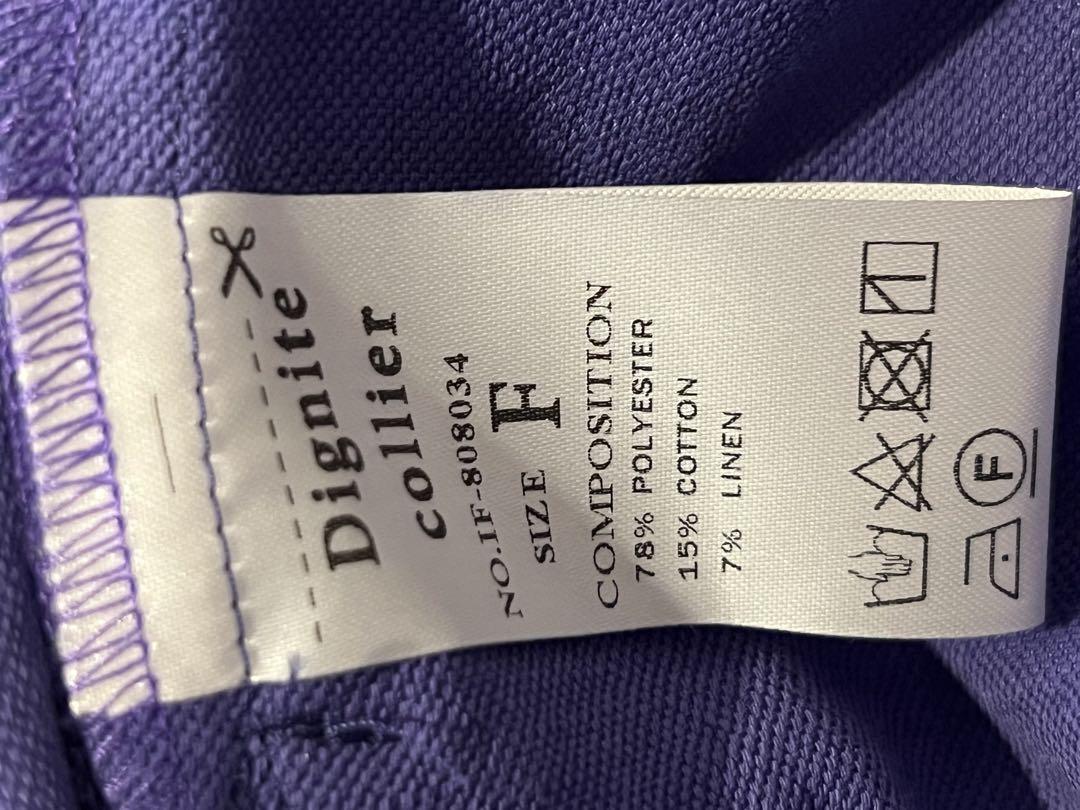 Dignite
collier
NO.IF-808034
SIZE F
COMPOSITION
78% POLYESTER
15% COTTON
7% LINEN
F